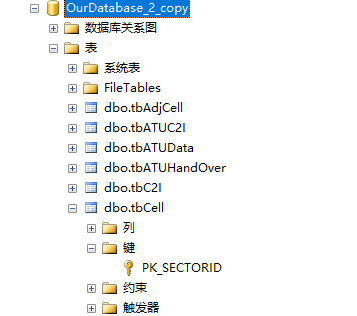 OurDatabase_2_copy
数据库关系图
表
系统表
FileTables
dbo.tbAdjCell
dbo.tbATUC2I
dbo.tbATUData
dbo.tbATUHandOver
dbo.tbC2I
dbo.tbCell
列
键
PK_SECTORID
约束
触发器